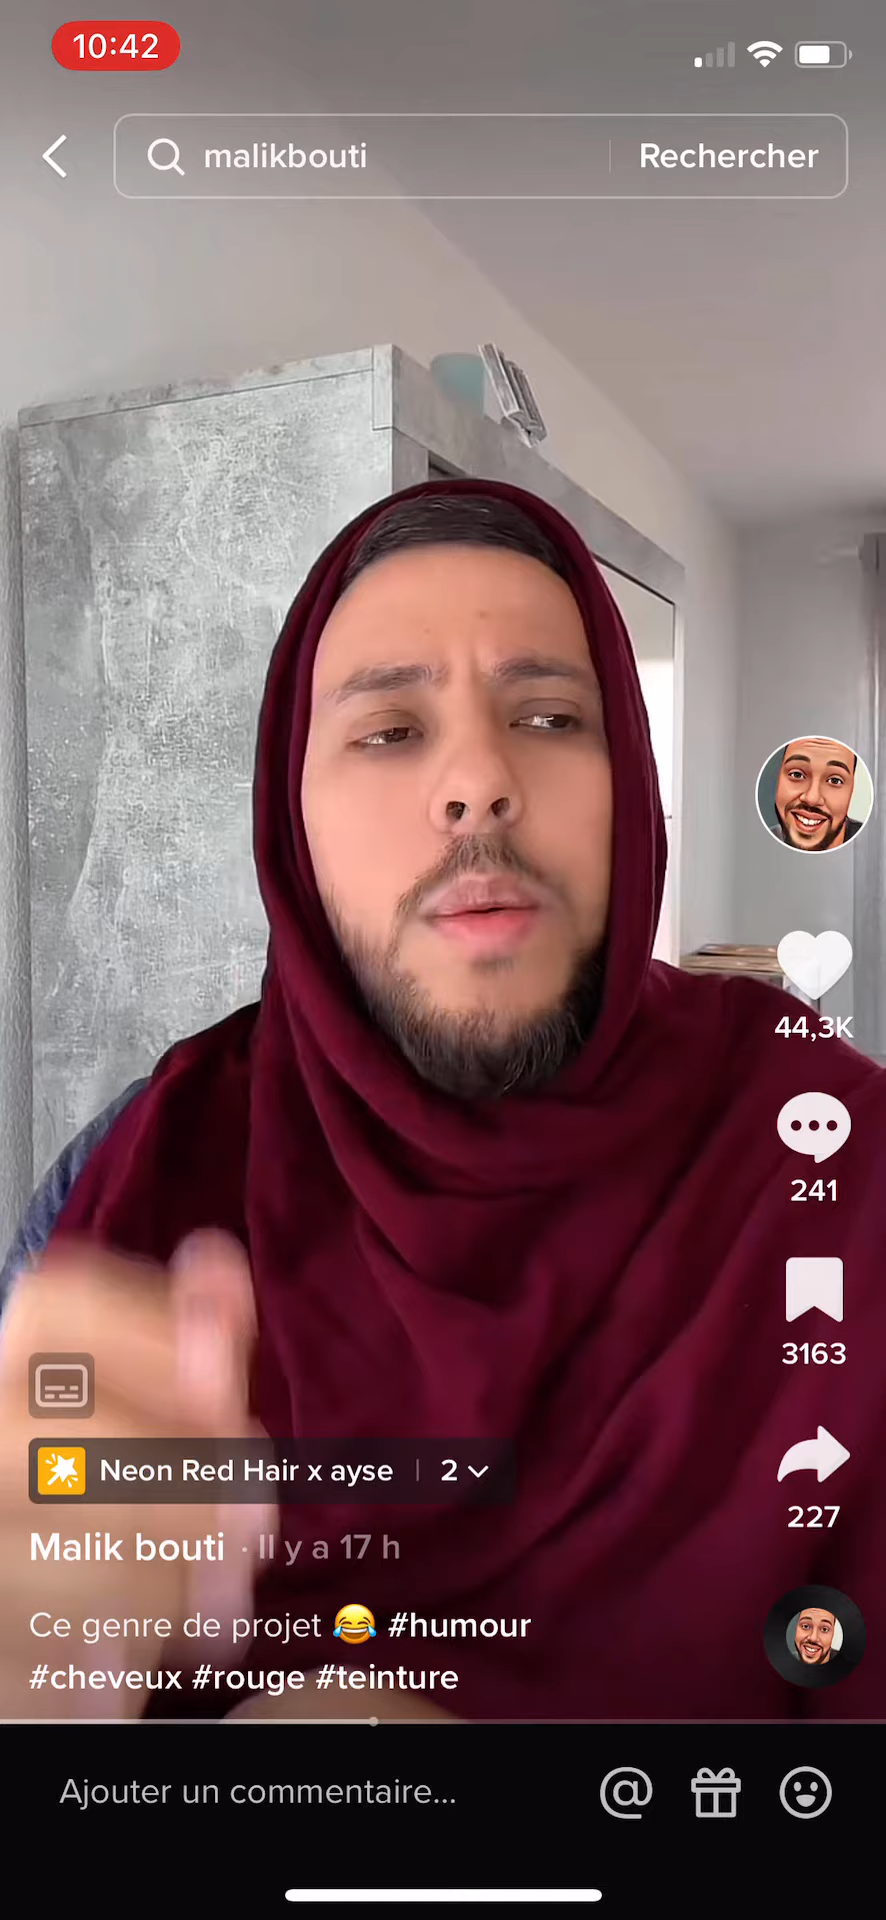 10:42
malikbouti
Rechercher
44,3K
241
3163
227
Neon Red Hair x ayse | 2
Malik bouti · Il y a 17 h
Ce genre de projet 😂 #humour
#cheveux #rouge #teinture
Ajouter un commentaire...